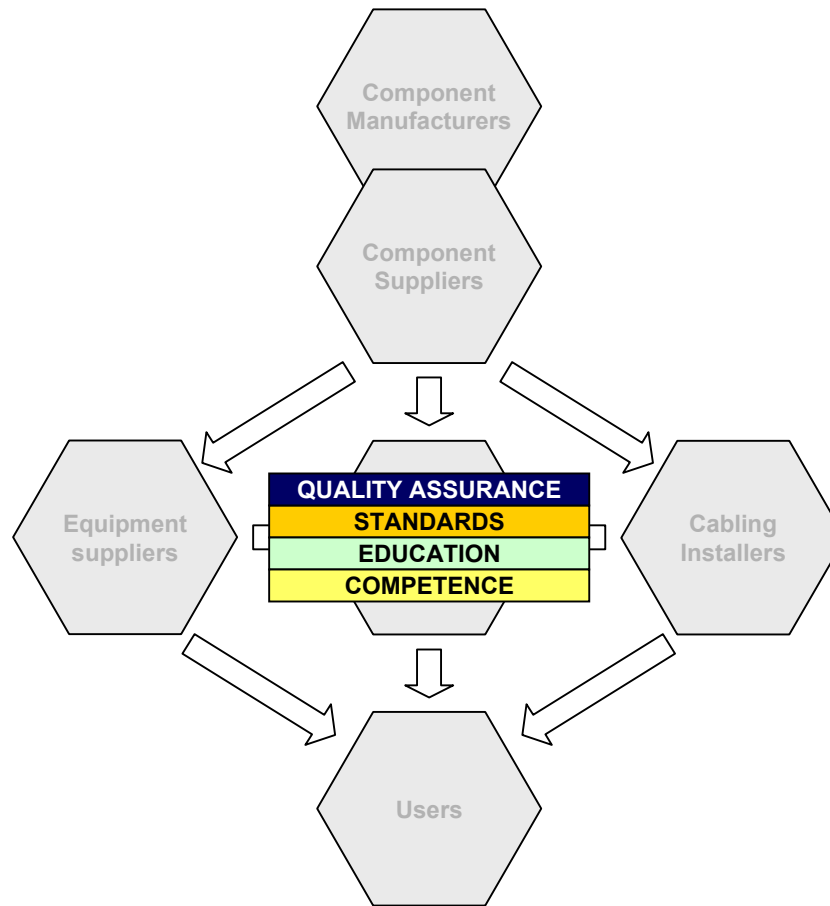 Component
Manufacturers
Component
Suppliers
Equipment
suppliers
QUALITY ASSURANCE
STANDARDS
EDUCATION
COMPETENCE
Cabling
Installers
Users